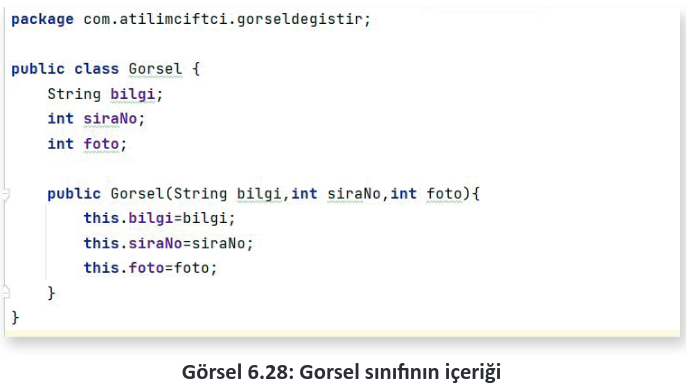 package com.atilimciftci.gorseldegistir;
public class Gorsel {
String bilgi;
int siraNo;
int foto;
public Gorsel(String bilgi,int siraNo,int foto){
this.bilgi=bilgi;
this.siraNo=siraNo;
this.foto=foto;
}
}
Görsel 6.28: Gorsel sınıfının içeriği